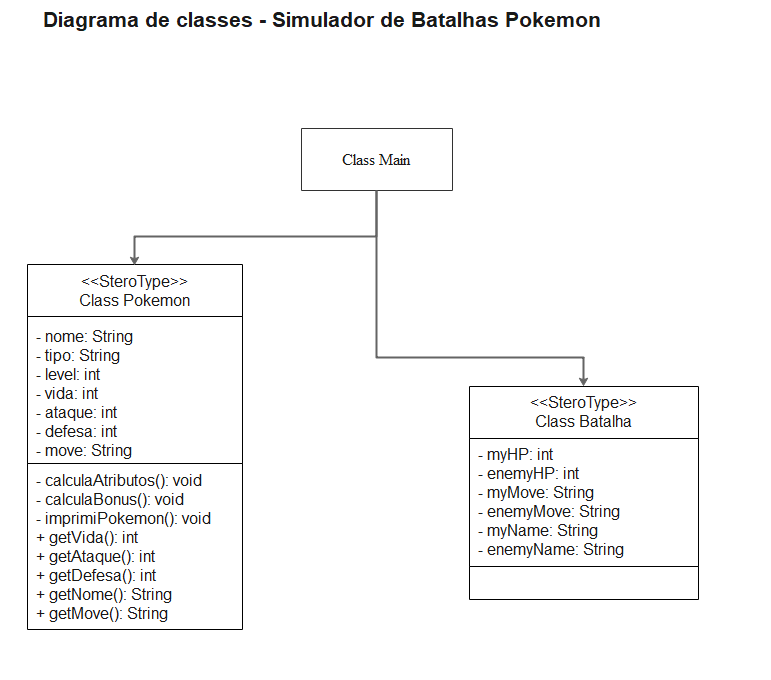 Diagrama de classes - Simulador de Batalhas Pokemon
Class Main
<<SteroType>>
Class Pokemon
- nome: String
- tipo: String
- level: int
- vida: int
- ataque: int
- defesa: int
- move: String
- calculaAtributos(): void
- calculaBonus(): void
- imprimiPokemon(): void
+ getVida(): int
+ getAtaque(): int
+ getDefesa(): int
+ getNome(): String
+ getMove(): String
<<SteroType>>
Class Batalha
- myHP: int
- enemyHP: int
- myMove: String
- enemyMove: String
- myName: String
- enemyName: String